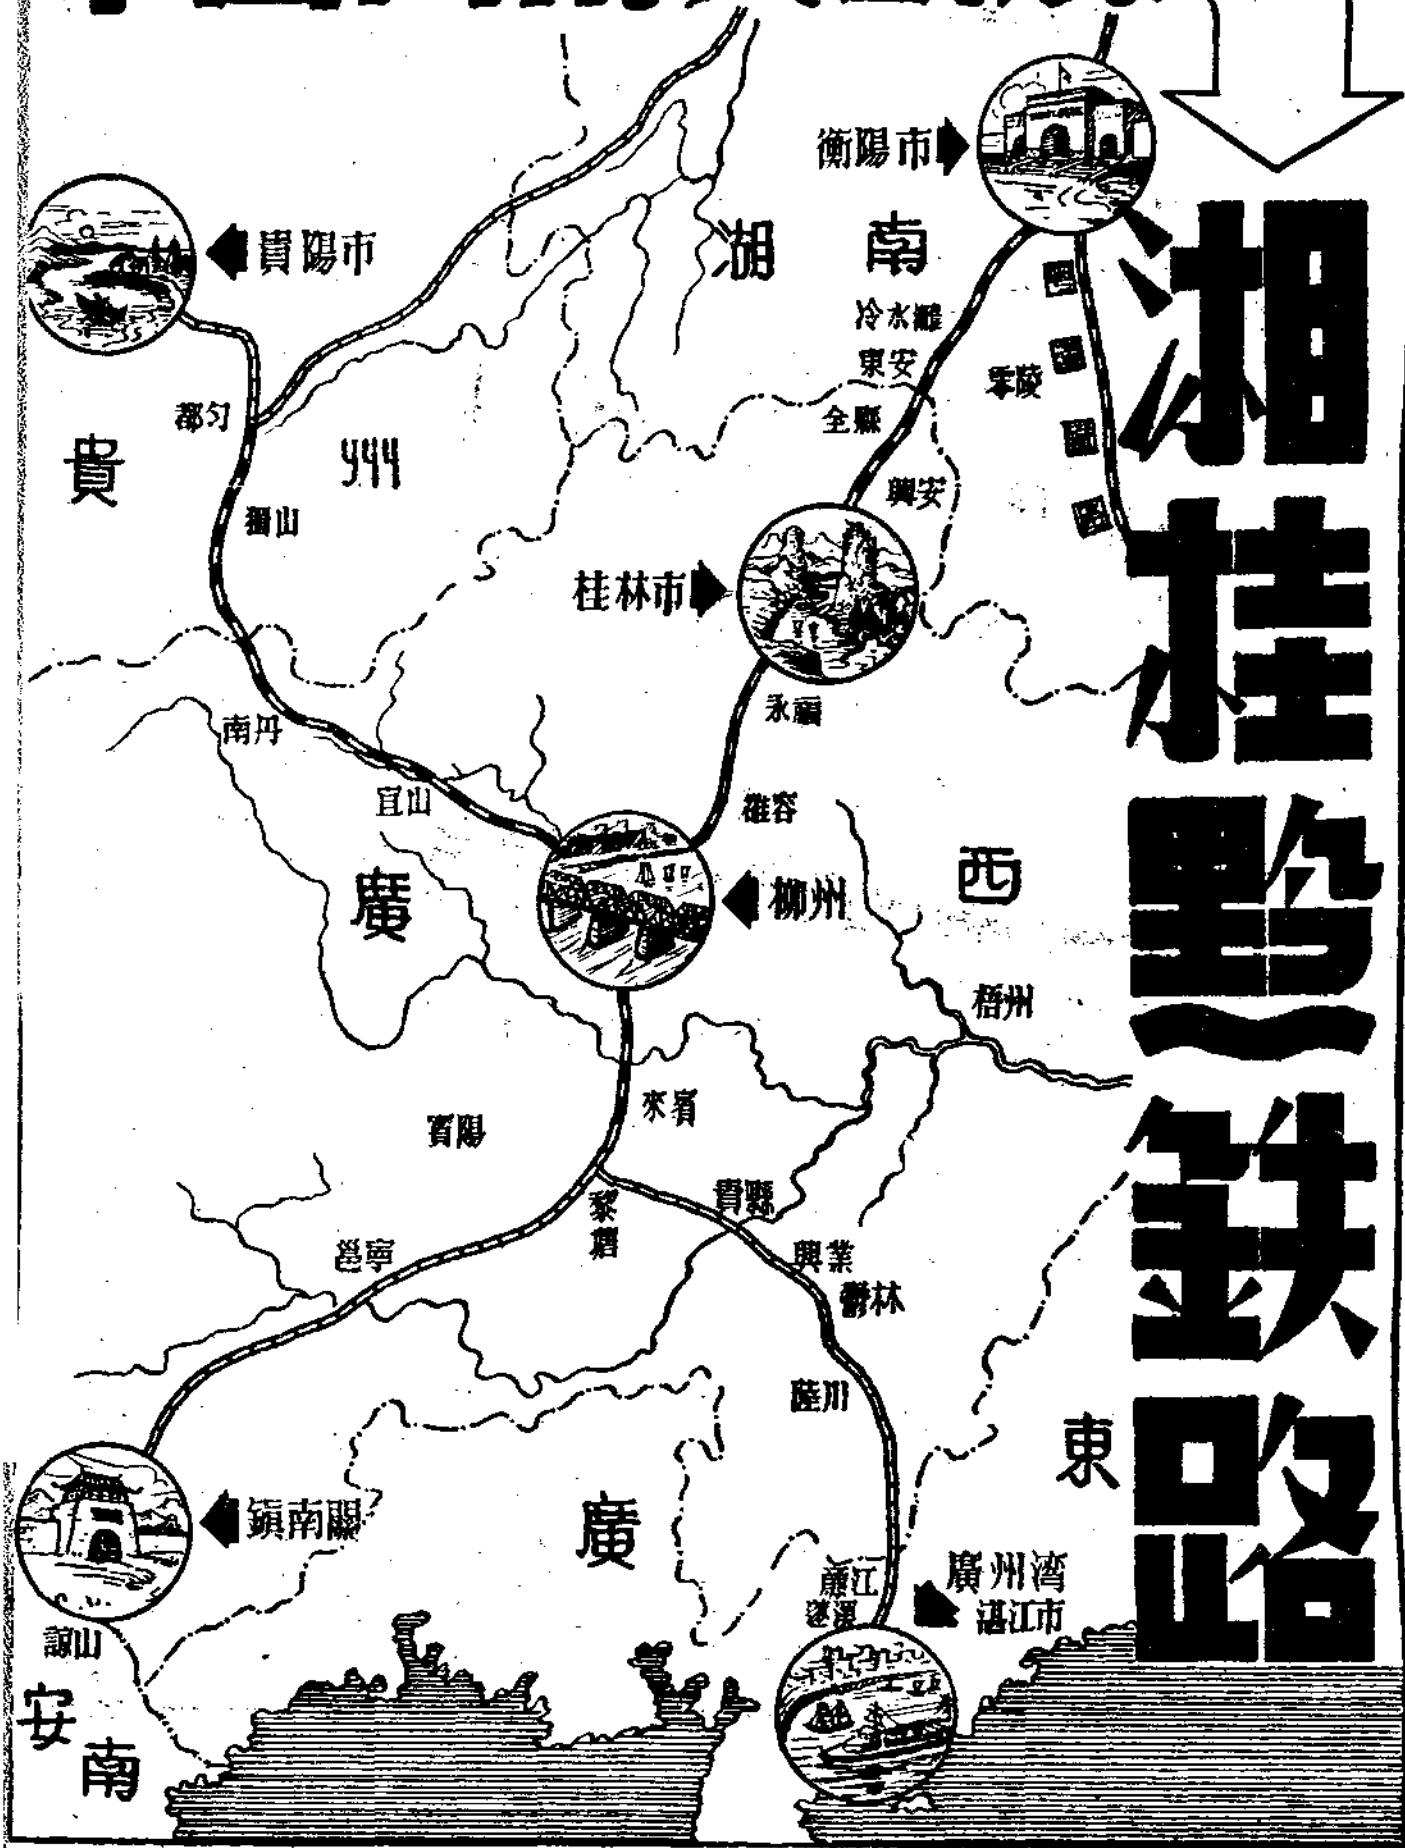 湘桂黔鉄路
衡陽市
貴陽市
湖南
冷水灘
東安
零陵
全縣
都勻
貴州
興安
獨山
桂林市
永福
南丹
宜山
雒容
廣西
柳州
梧州
來賓
賓陽
貴縣
黎塘
邕寧
興業
鬱林
陸川
廣東
鎮南關
廉江
遂溪
廣州湾
湛江市
諒山
安南